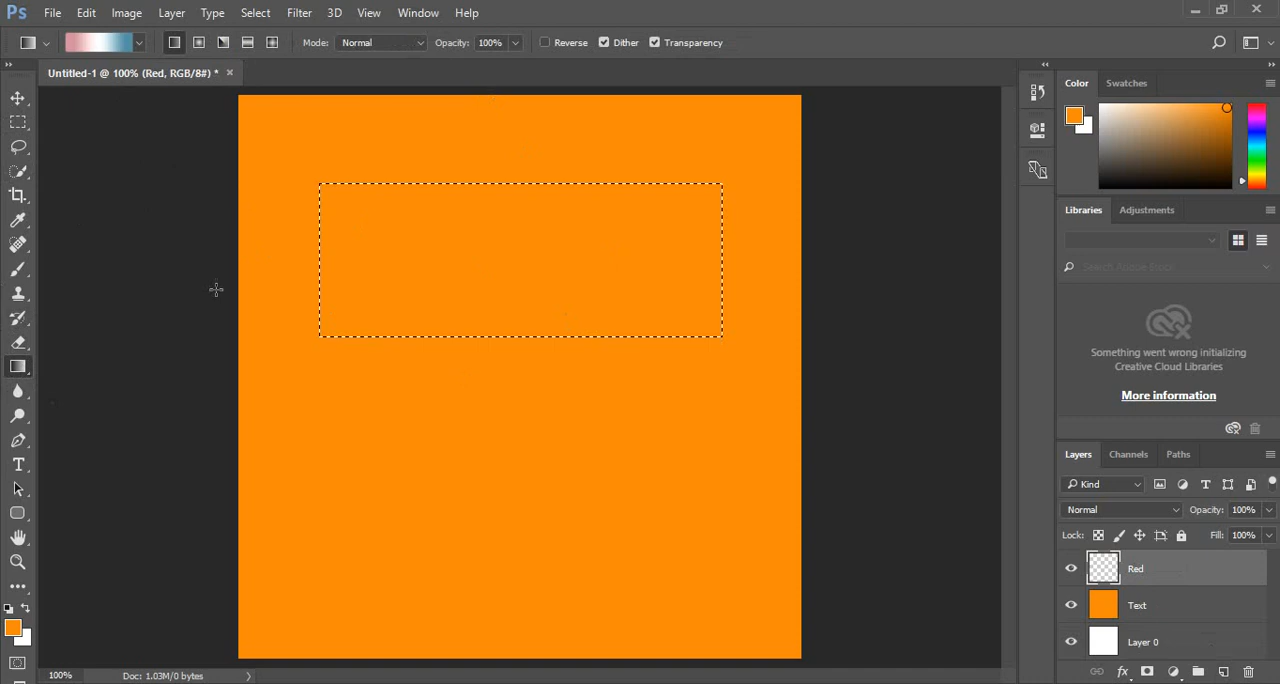 Ps File Edit Image Layer Type Select Filter 3D View Window Help
Mode: Normal Opacity: 100% Reverse Dither Transparency
Untitled-1 @ 100% (Red, RGB/8#) * ×
Color Swatches
Libraries Adjustments
Search Adobe Stock
Something went wrong initializing
Creative Cloud Libraries
More information
Layers Channels Paths
Kind
Normal Opacity: 100%
Lock: Fill: 100%
Red
Text
Layer 0
100% Doc: 1.03M/0 bytes